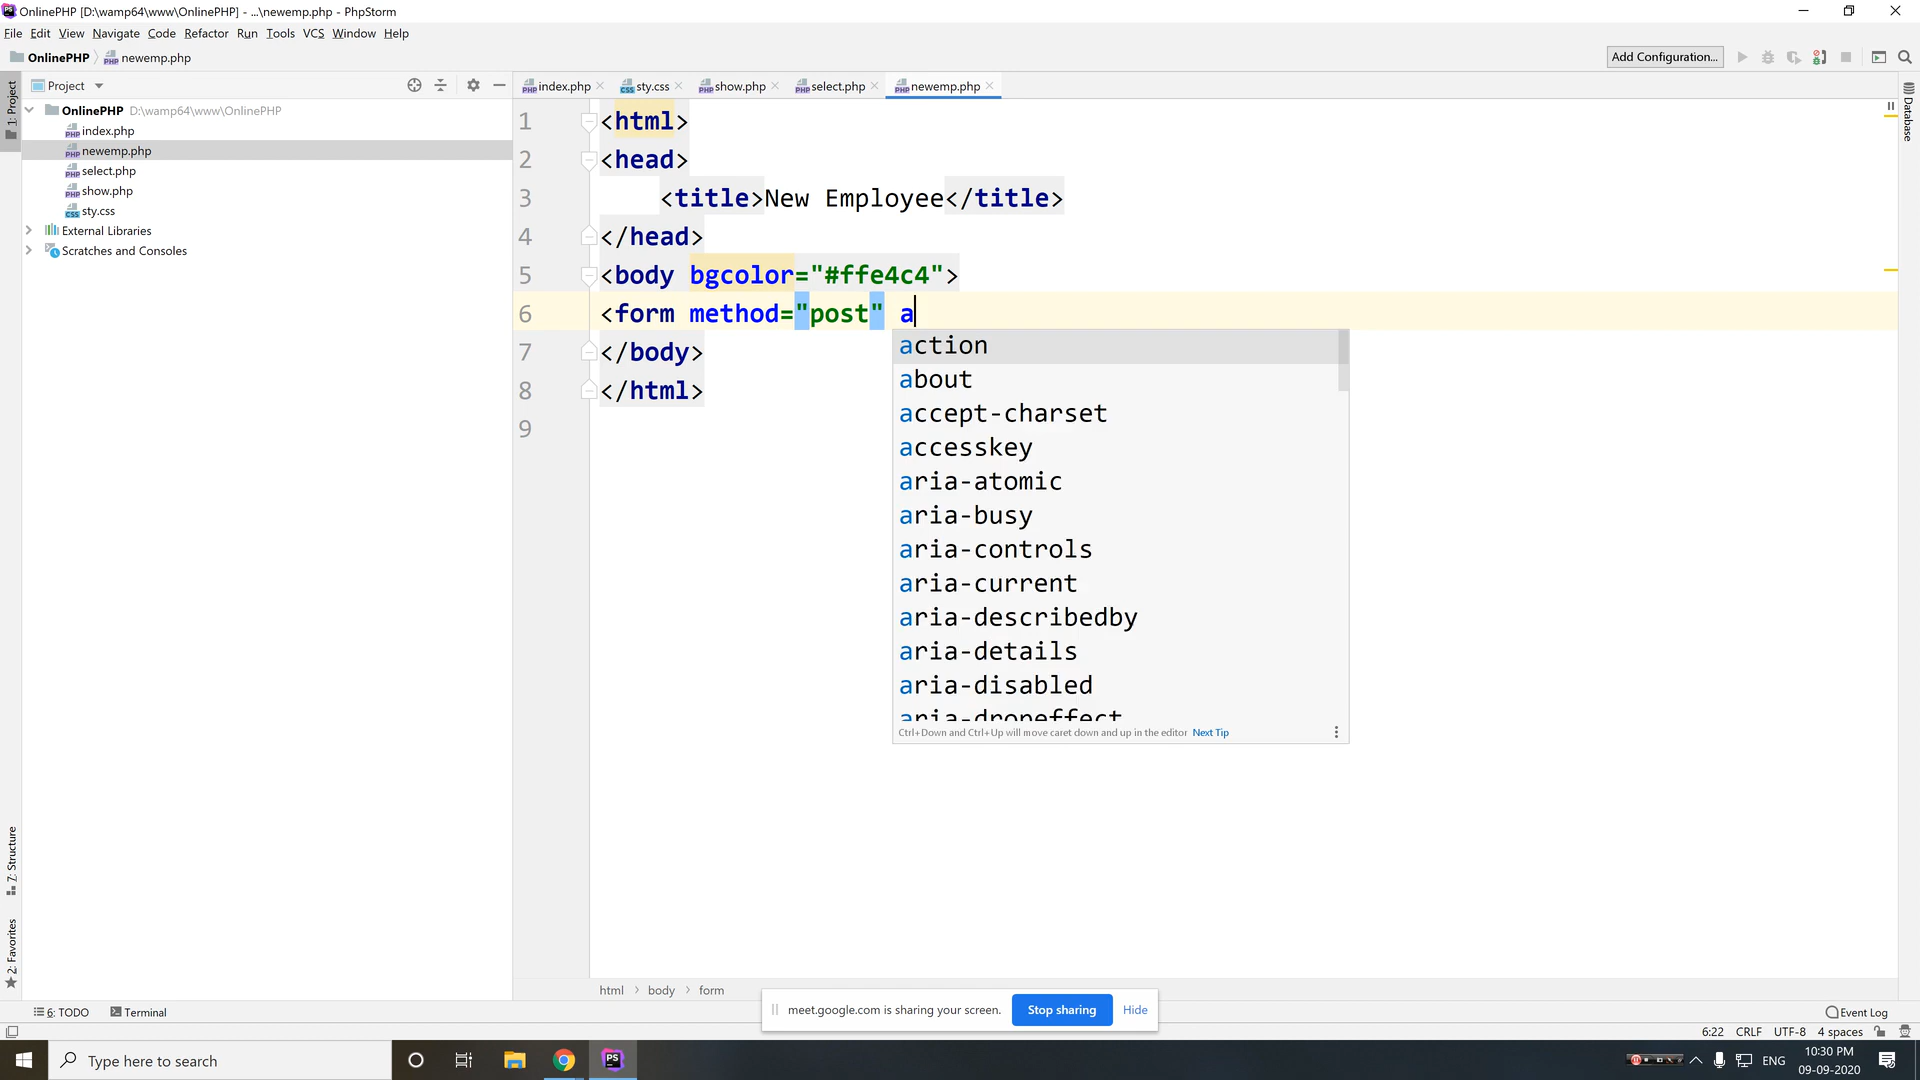 OnlinePHP [D:\wamp64\www\OnlinePHP] - ...\newemp.php - PhpStorm
File Edit View Navigate Code Refactor Run Tools VCS Window Help
OnlinePHP newemp.php Add Configuration...
Project index.php sty.css show.php select.php newemp.php
1: Project
OnlinePHP D:\wamp64\www\OnlinePHP
index.php
newemp.php
select.php
show.php
sty.css
External Libraries
Scratches and Consoles
1 <html>
2 <head>
3 <title>New Employee</title>
4 </head>
5 <body bgcolor="#ffe4c4">
6 <form method="post" a
7 </body>
8 </html>
9
action
about
accept-charset
accesskey
aria-atomic
aria-busy
aria-controls
aria-current
aria-describedby
aria-details
aria-disabled
aria-dropeffect
Ctrl+Down and Ctrl+Up will move caret down and up in the editor Next Tip
Database
7: Structure
2: Favorites
html body form
meet.google.com is sharing your screen. Stop sharing Hide
6: TODO Terminal Event Log
6:22 CRLF UTF-8 4 spaces
Type here to search
ENG
10:30 PM
09-09-2020